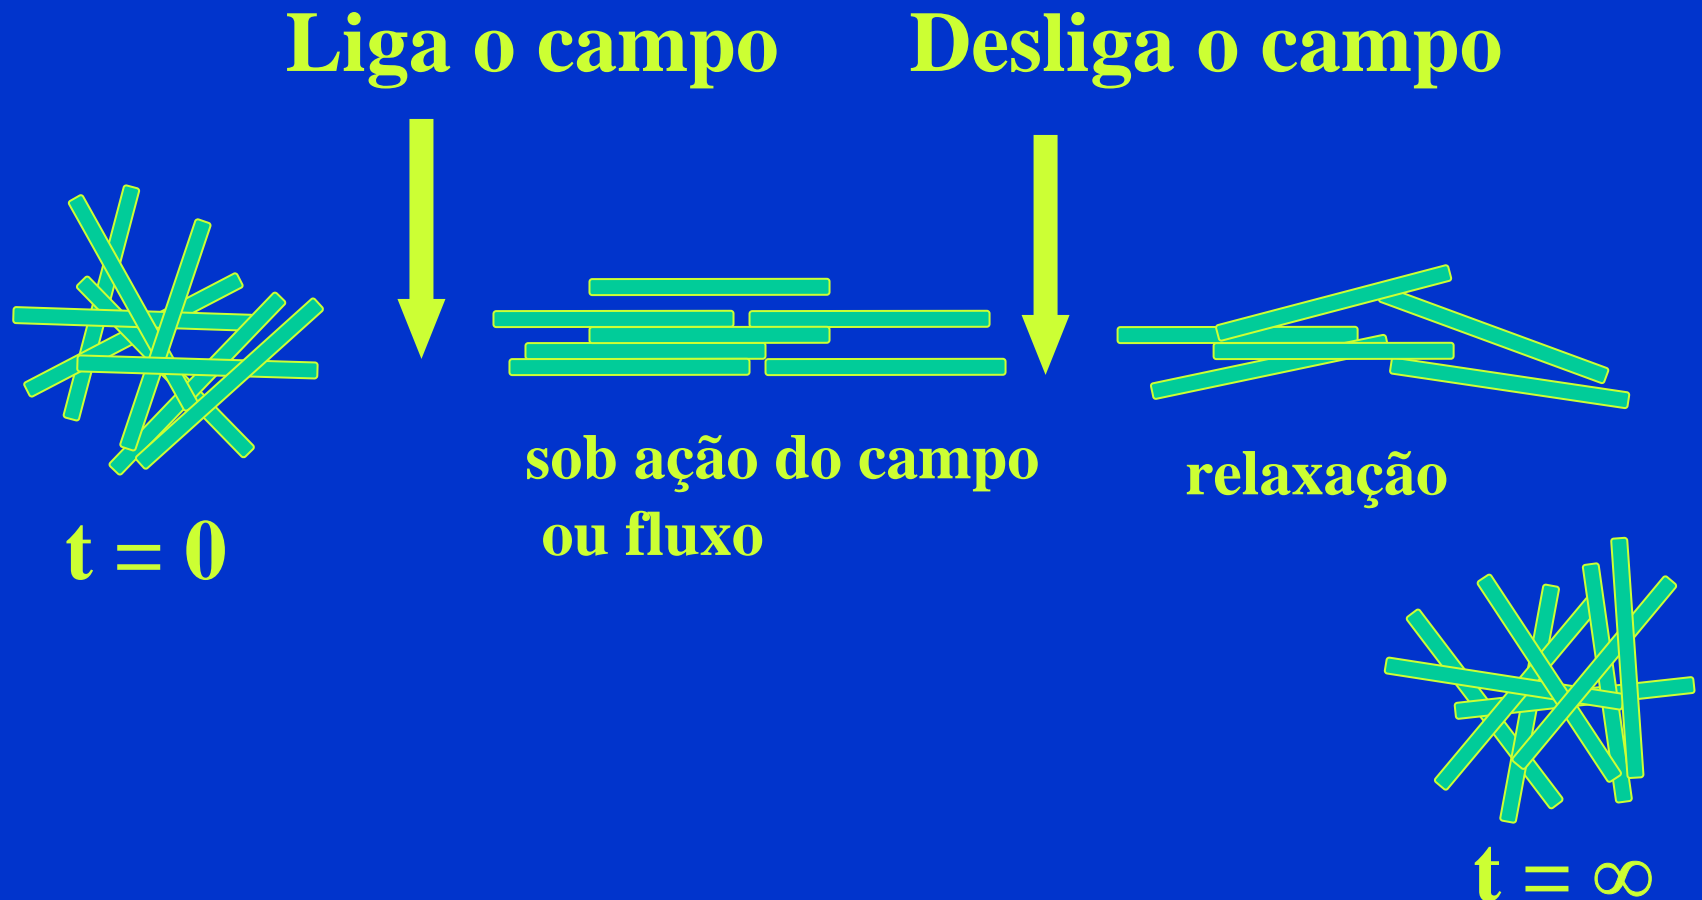 Liga o campo
Desliga o campo
sob ação do campo
ou fluxo
relaxação
t = 0
t = ∞